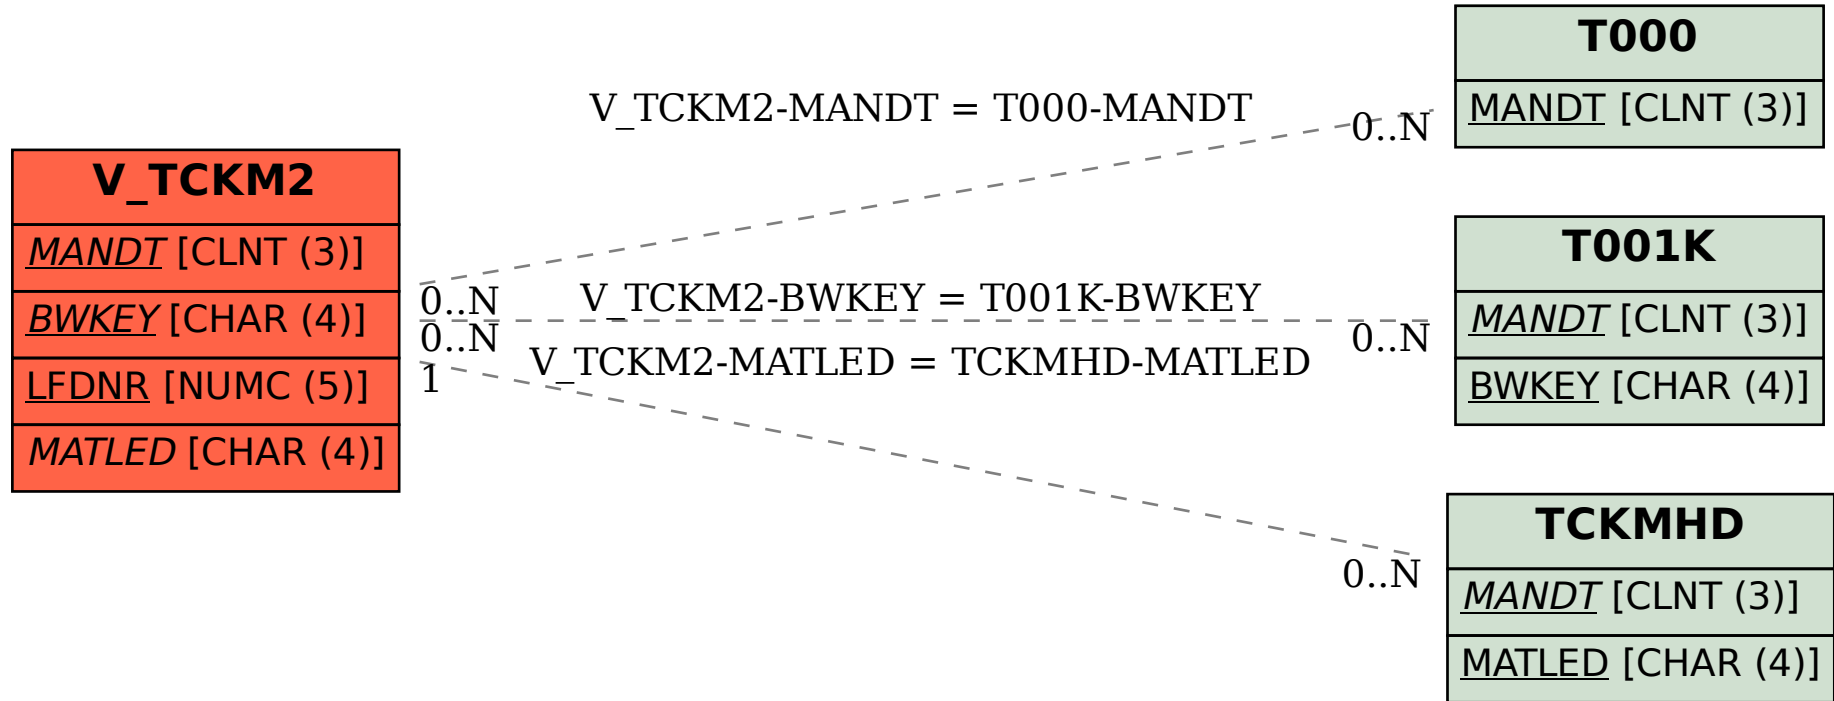 V_TCKM2
MANDT [CLNT (3)]
BWKEY [CHAR (4)]
LFDNR [NUMC (5)]
MATLED [CHAR (4)]
V_TCKM2-MANDT = T000-MANDT
0..N
0..N
V_TCKM2-BWKEY = T001K-BWKEY
0..N
0..N
V_TCKM2-MATLED = TCKMHD-MATLED
1
0..N
T000
MANDT [CLNT (3)]
T001K
MANDT [CLNT (3)]
BWKEY [CHAR (4)]
TCKMHD
MANDT [CLNT (3)]
MATLED [CHAR (4)]